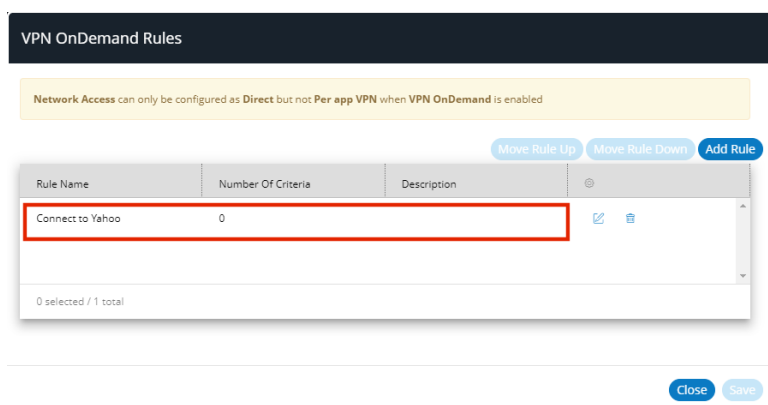 VPN OnDemand Rules
Network Access can only be configured as Direct but not Per app VPN when VPN OnDemand is enabled
Move Rule Up Move Rule Down Add Rule
Rule Name Number Of Criteria Description
Connect to Yahoo 0
0 selected / 1 total
Close Save